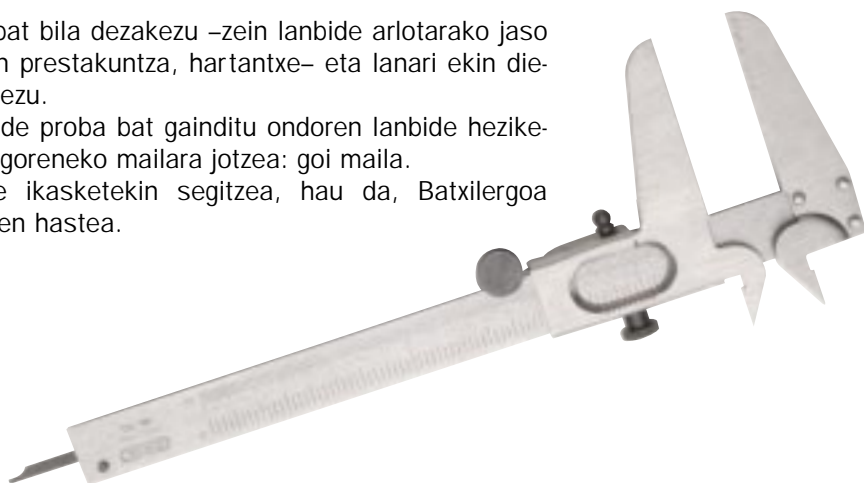 bat bila dezakezu –zein lanbide arlotarako jaso
n prestakuntza, hartantxe– eta lanari ekin die-
ezu.
de proba bat gainditu ondoren lanbide hezike-
goreneko mailara jotzea: goi maila.
e ikasketekin segitzea, hau da, Batxilergoa
en hastea.